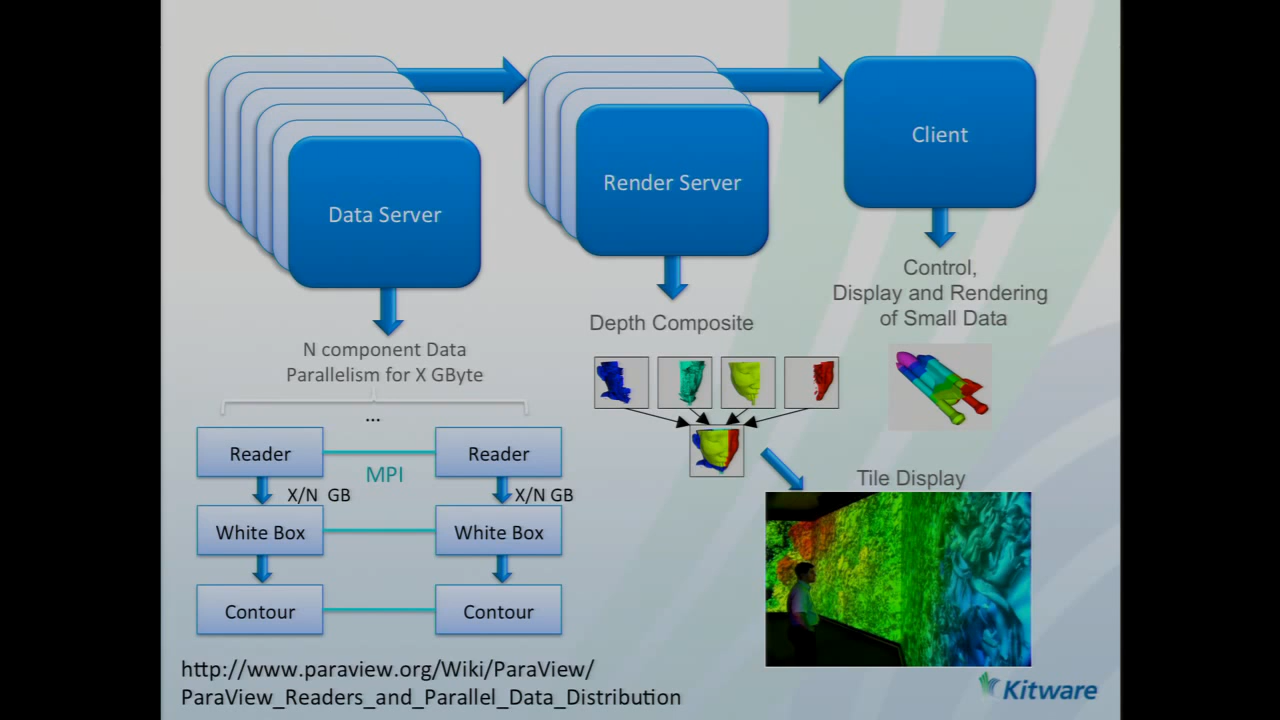 Data Server
Render Server
Client
N component Data
Parallelism for X GByte
...
Reader
MPI
Reader
X/N GB
X/N GB
White Box
White Box
Contour
Contour
Depth Composite
Control,
Display and Rendering
of Small Data
Tile Display
http://www.paraview.org/Wiki/ParaView/
ParaView_Readers_and_Parallel_Data_Distribution
Kitware